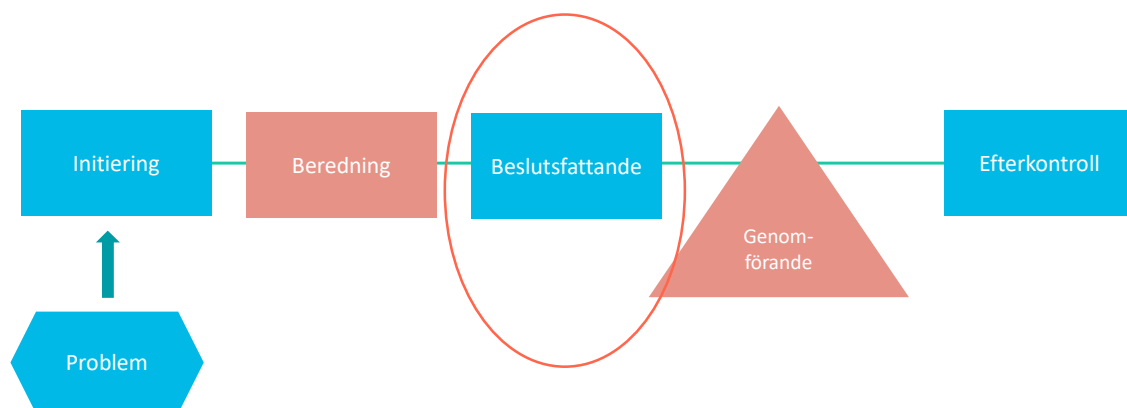 Initiering
Beredning
Beslutsfattande
Genom-
förande
Efterkontroll
Problem